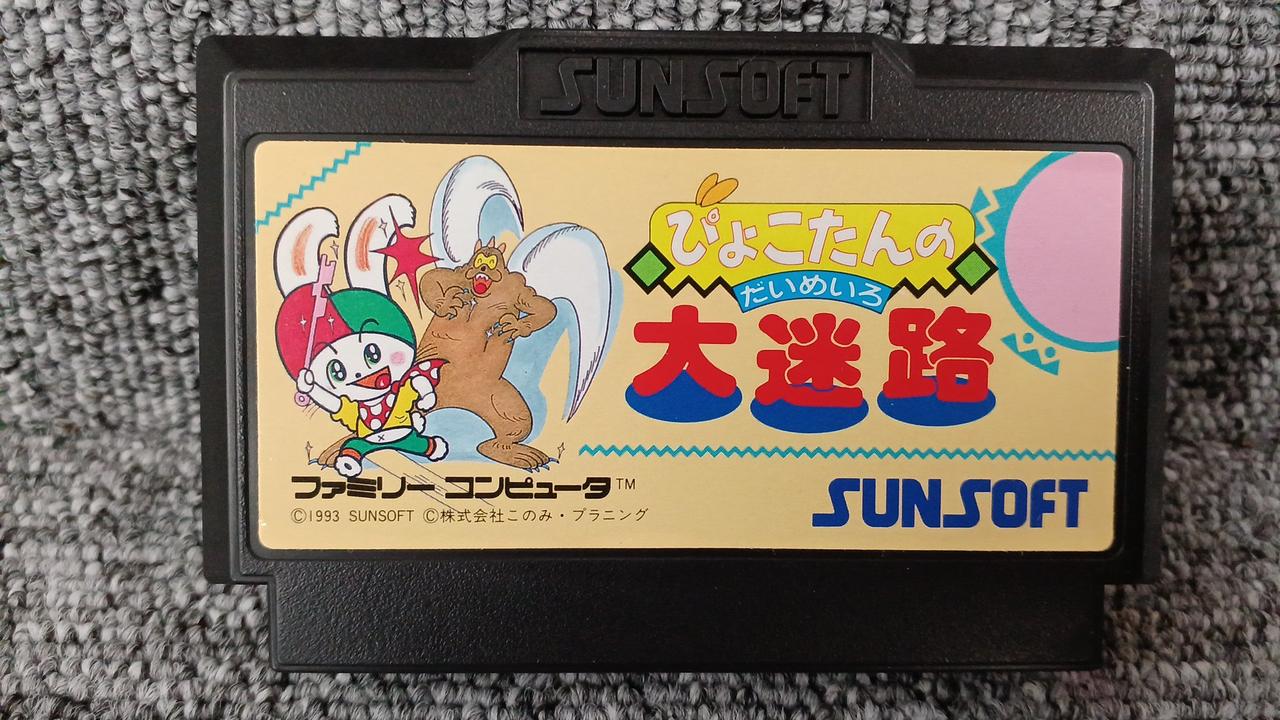 SUNSOFT
ぴょこたんの
だいめいろ
大迷路
ファミリーコンピュータ™
©1993 SUNSOFT ©株式会社このみ・プラニング
SUNSOFT